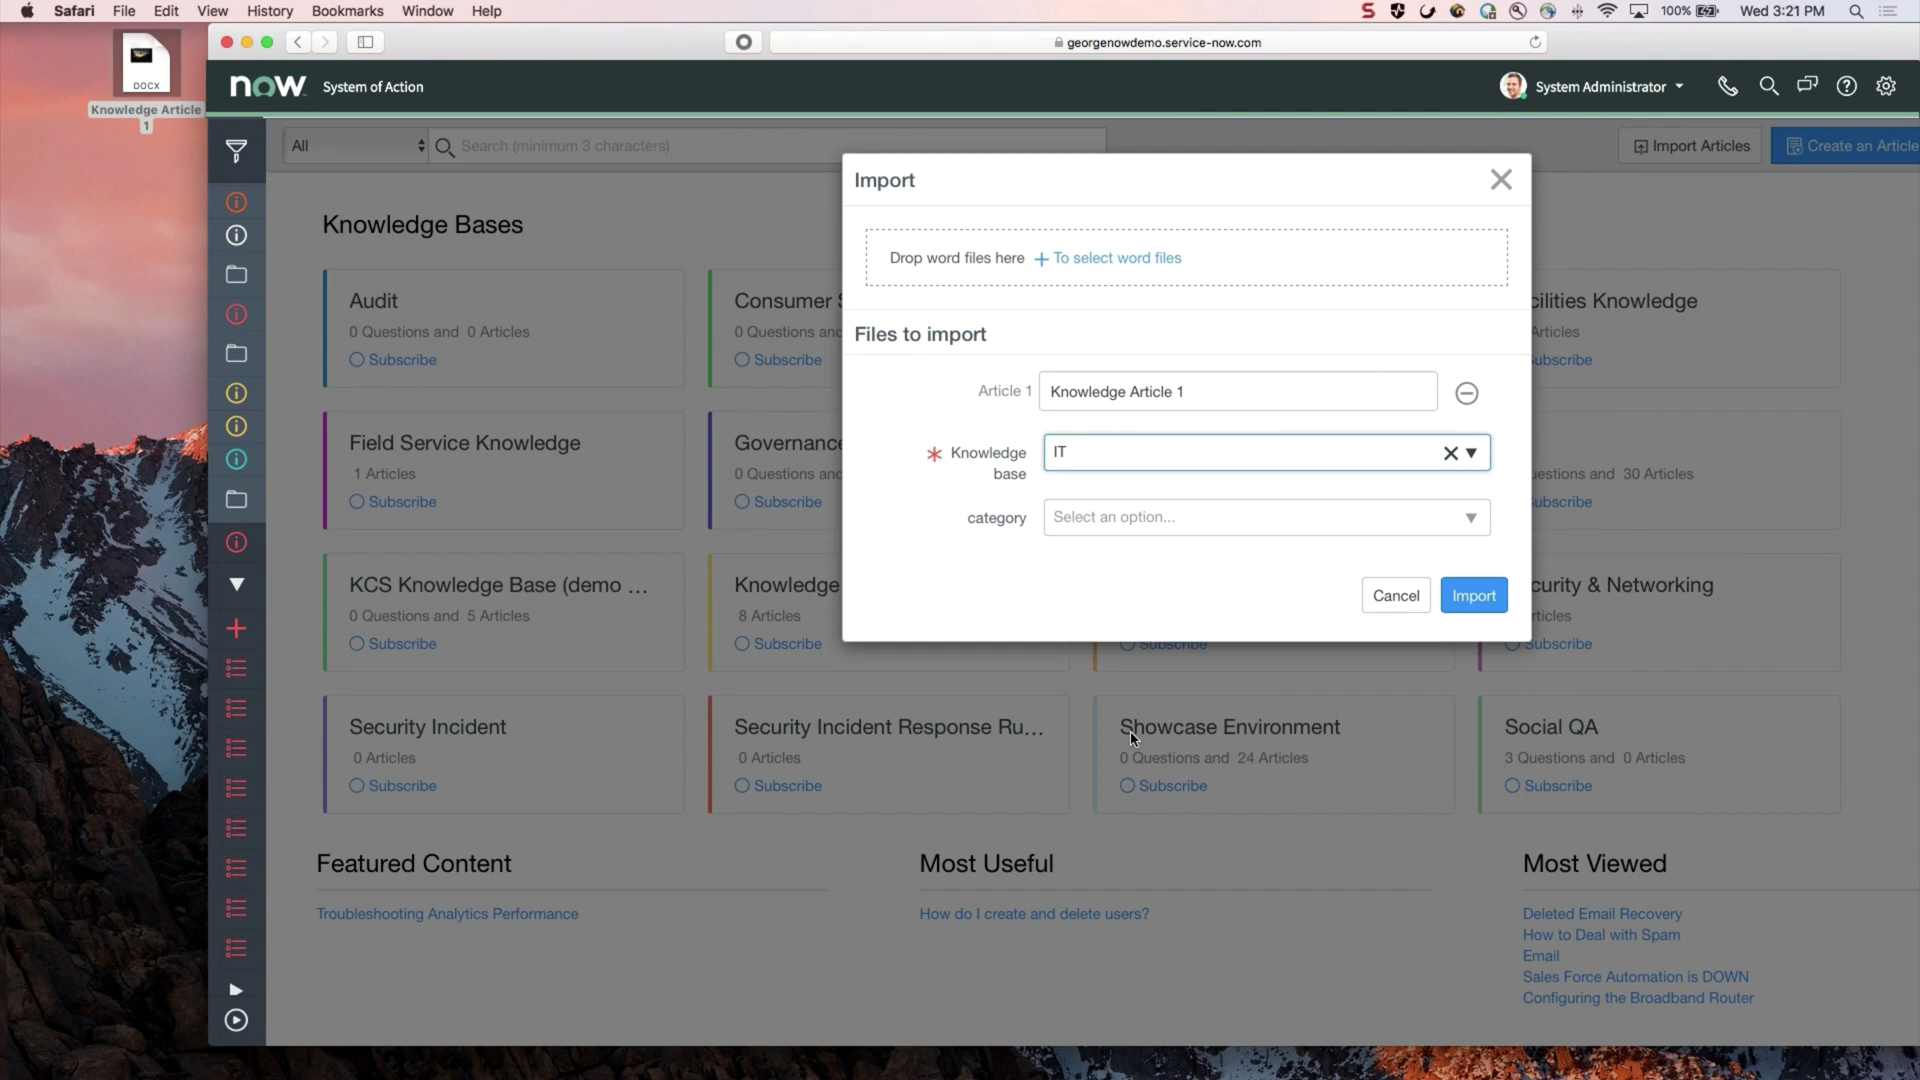 Safari File Edit View History Bookmarks Window Help
100% Wed 3:21 PM
DOCX
Knowledge Article
1
georgenowdemo.service-now.com
now System of Action
System Administrator
All
Search (minimum 3 characters)
Import Articles
Create an Article
Import
Drop word files here + To select word files
Files to import
Article 1 Knowledge Article 1
* Knowledge
base
IT
category Select an option...
Cancel Import
Knowledge Bases
Audit
0 Questions and 0 Articles
Subscribe
Consumer
0 Questions and
Subscribe
cilities Knowledge
Articles
Subscribe
Field Service Knowledge
1 Articles
Subscribe
Governance
0 Questions and
Subscribe
estions and 30 Articles
Subscribe
KCS Knowledge Base (demo ...
0 Questions and 5 Articles
Subscribe
Knowledge
8 Articles
Subscribe
Subscribe
curity & Networking
rticles
Subscribe
Security Incident
0 Articles
Subscribe
Security Incident Response Ru...
0 Articles
Subscribe
Showcase Environment
0 Questions and 24 Articles
Subscribe
Social QA
3 Questions and 0 Articles
Subscribe
Featured Content
Troubleshooting Analytics Performance
Most Useful
How do I create and delete users?
Most Viewed
Deleted Email Recovery
How to Deal with Spam
Email
Sales Force Automation is DOWN
Configuring the Broadband Router